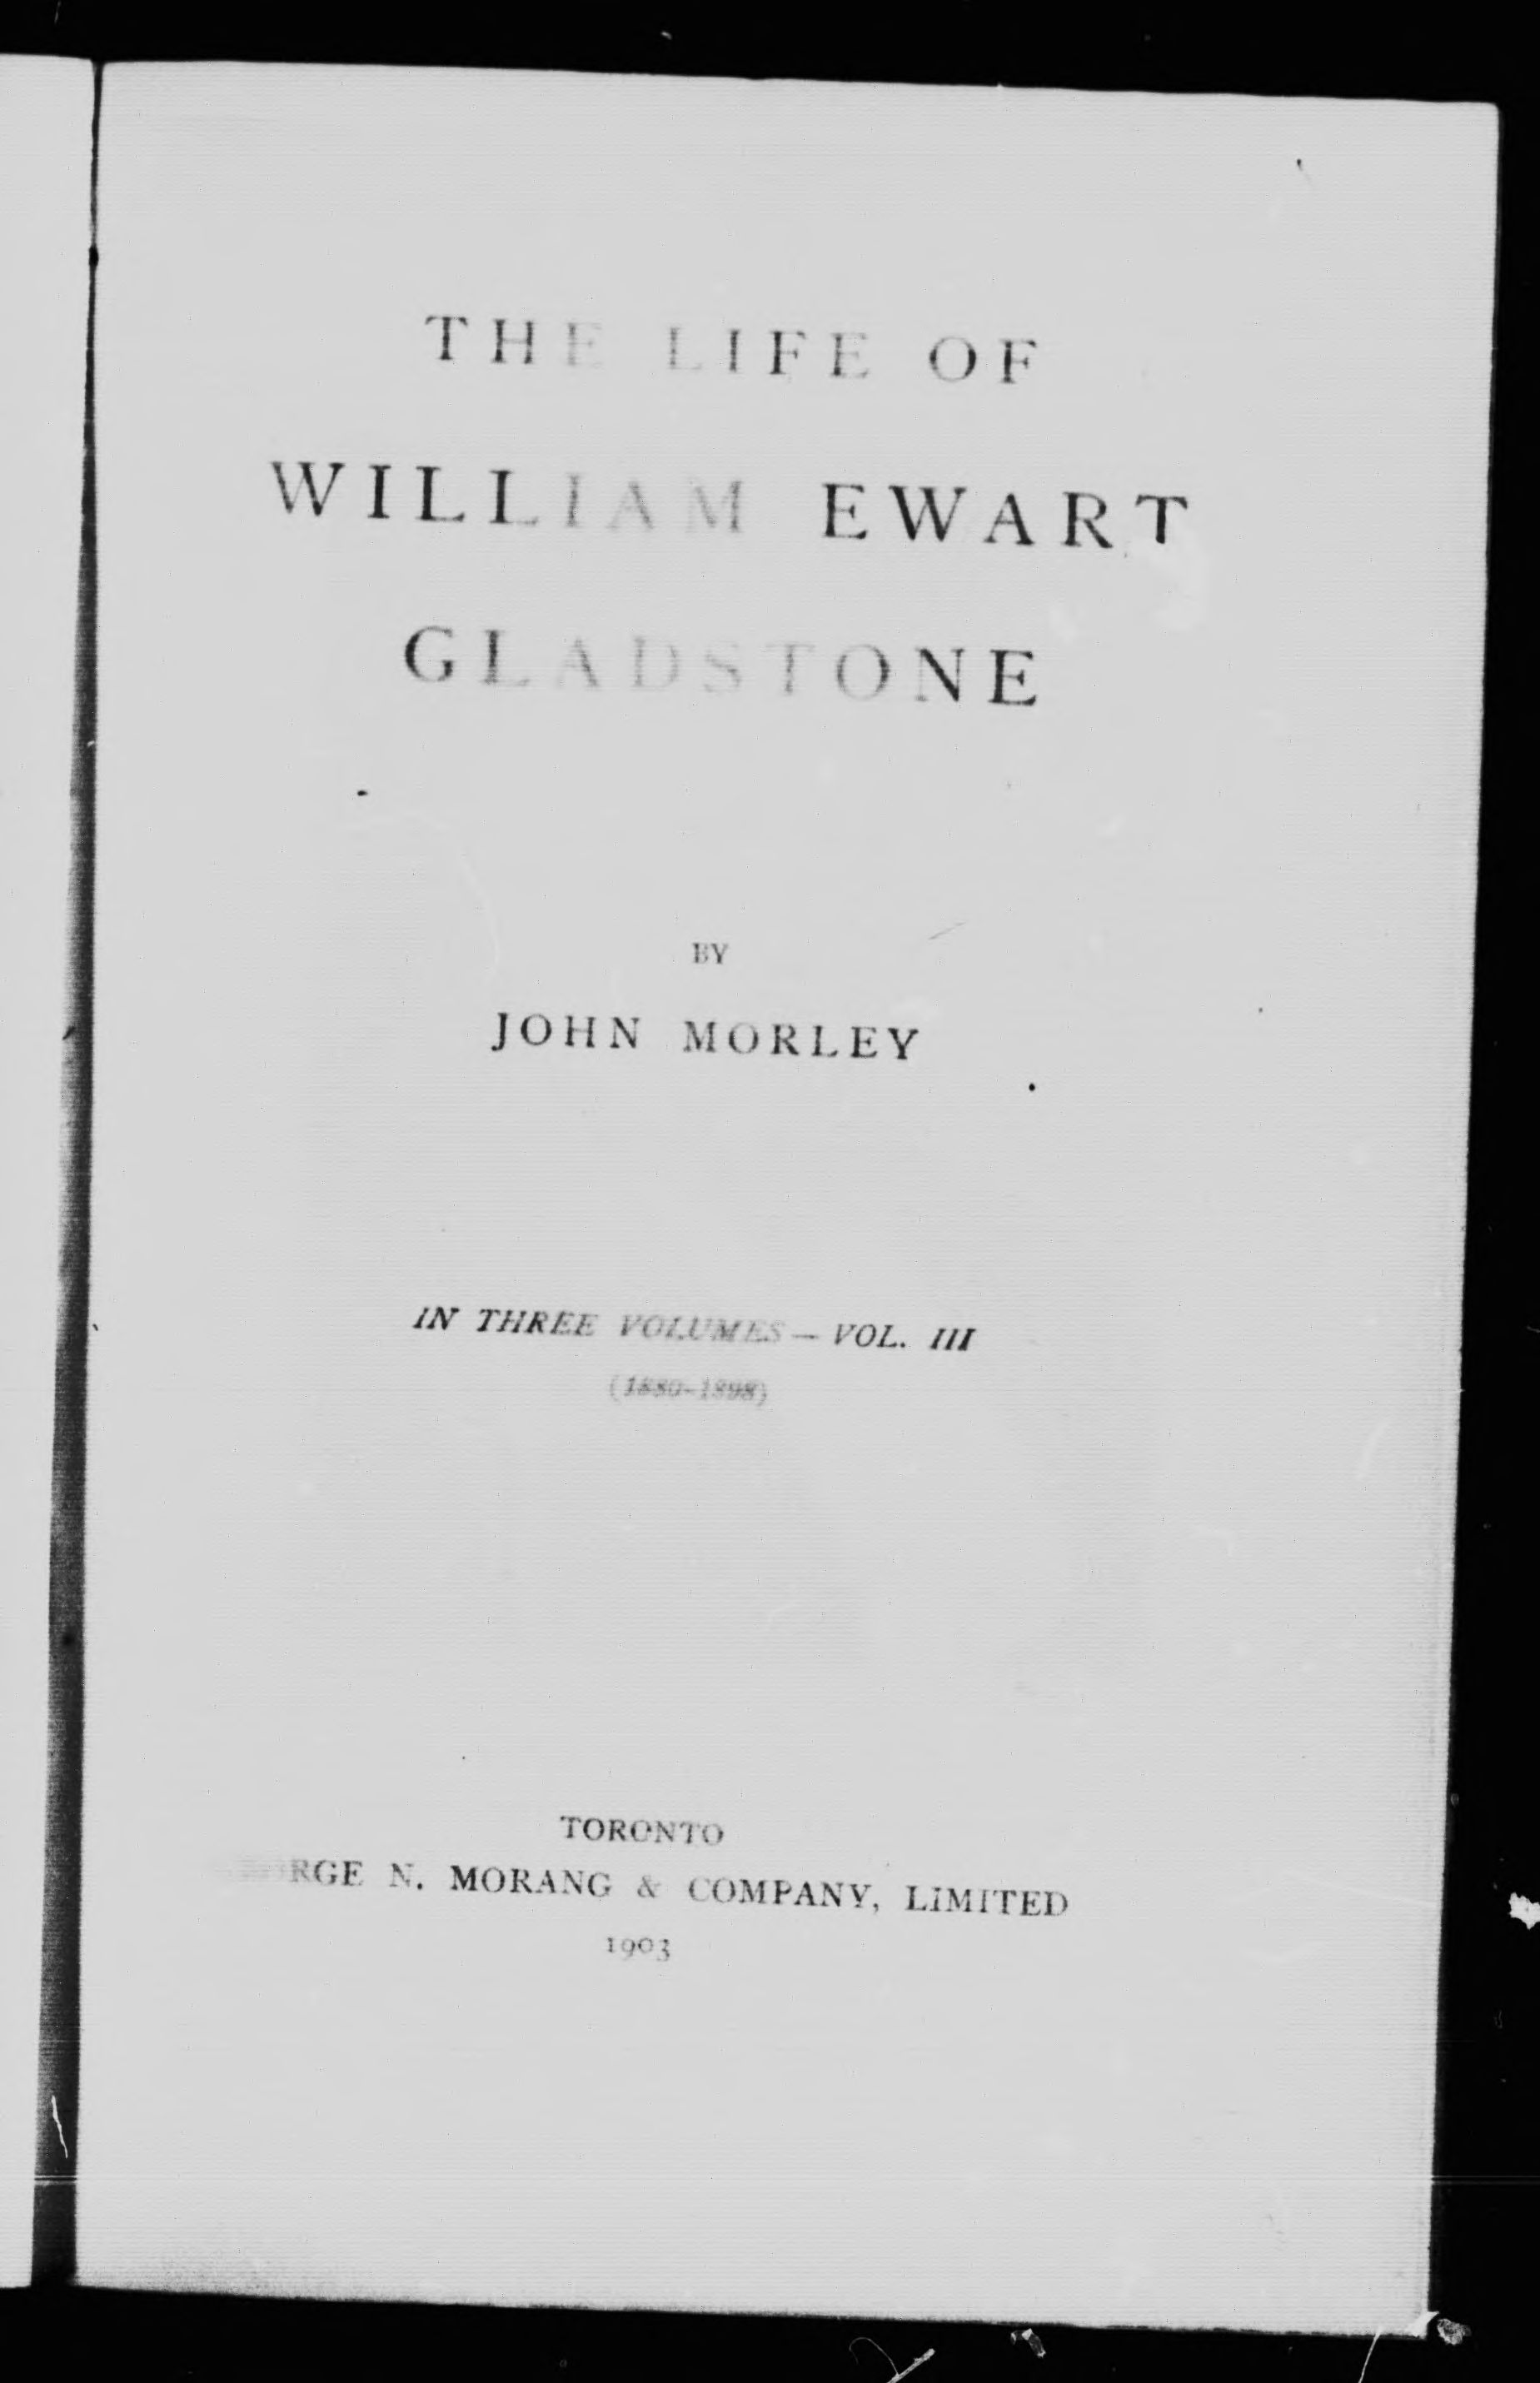 THE LIFE OF
WILLIAM EWART
GLADSTONE
BY
JOHN MORLEY
IN THREE VOLUMES — VOL. III
(1880-1898)
TORONTO
GEORGE N. MORANG & COMPANY, LIMITED
1903